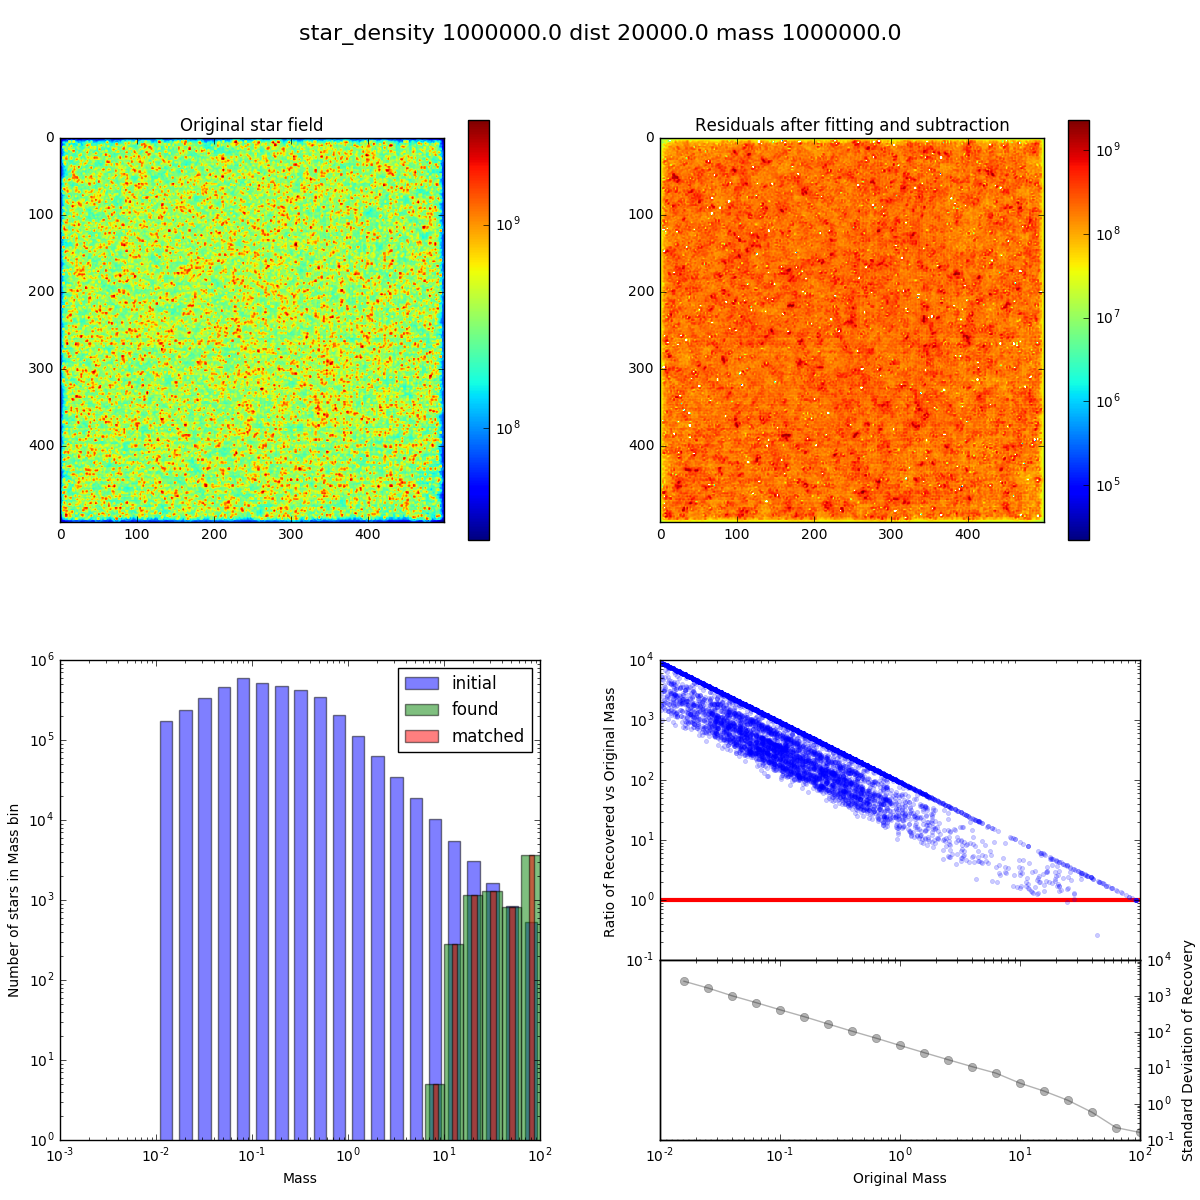 star_density 1000000.0 dist 20000.0 mass 1000000.0
Original star field
0
100
200
300
400
0 100 200 300 400
10^9
10^8
Residuals after fitting and subtraction
0
100
200
300
400
0 100 200 300 400
10^9
10^8
10^7
10^6
10^5
Number of stars in Mass bin
10^6
10^5
10^4
10^3
10^2
10^1
10^0
initial
found
matched
10^-3 10^-2 10^-1 10^0 10^1 10^2
Mass
Ratio of Recovered vs Original Mass
10^4
10^3
10^2
10^1
10^0
10^-1
10^4
10^3
10^2
10^1
10^0
10^-1
Standard Deviation of Recovery
10^-2 10^-1 10^0 10^1 10^2
Original Mass